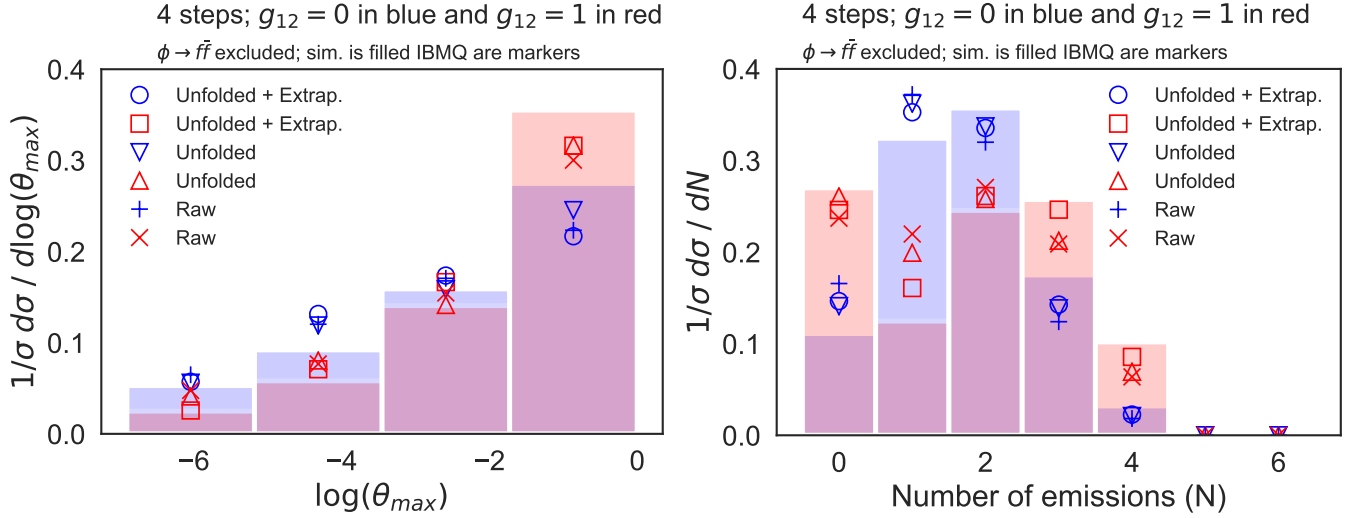 4 steps; g₁₂ = 0 in blue and g₁₂ = 1 in red
ϕ → f f̄ excluded; sim. is filled IBMQ are markers
1/σ dσ / dlog(θₘₐₓ)
0.4
0.3
0.2
0.1
0.0
Unfolded + Extrap.
Unfolded + Extrap.
Unfolded
Unfolded
Raw
Raw
−6 −4 −2 0
log(θₘₐₓ)
4 steps; g₁₂ = 0 in blue and g₁₂ = 1 in red
ϕ → f f̄ excluded; sim. is filled IBMQ are markers
1/σ dσ / dN
0.4
0.3
0.2
0.1
0.0
Unfolded + Extrap.
Unfolded + Extrap.
Unfolded
Unfolded
Raw
Raw
0 2 4 6
Number of emissions (N)